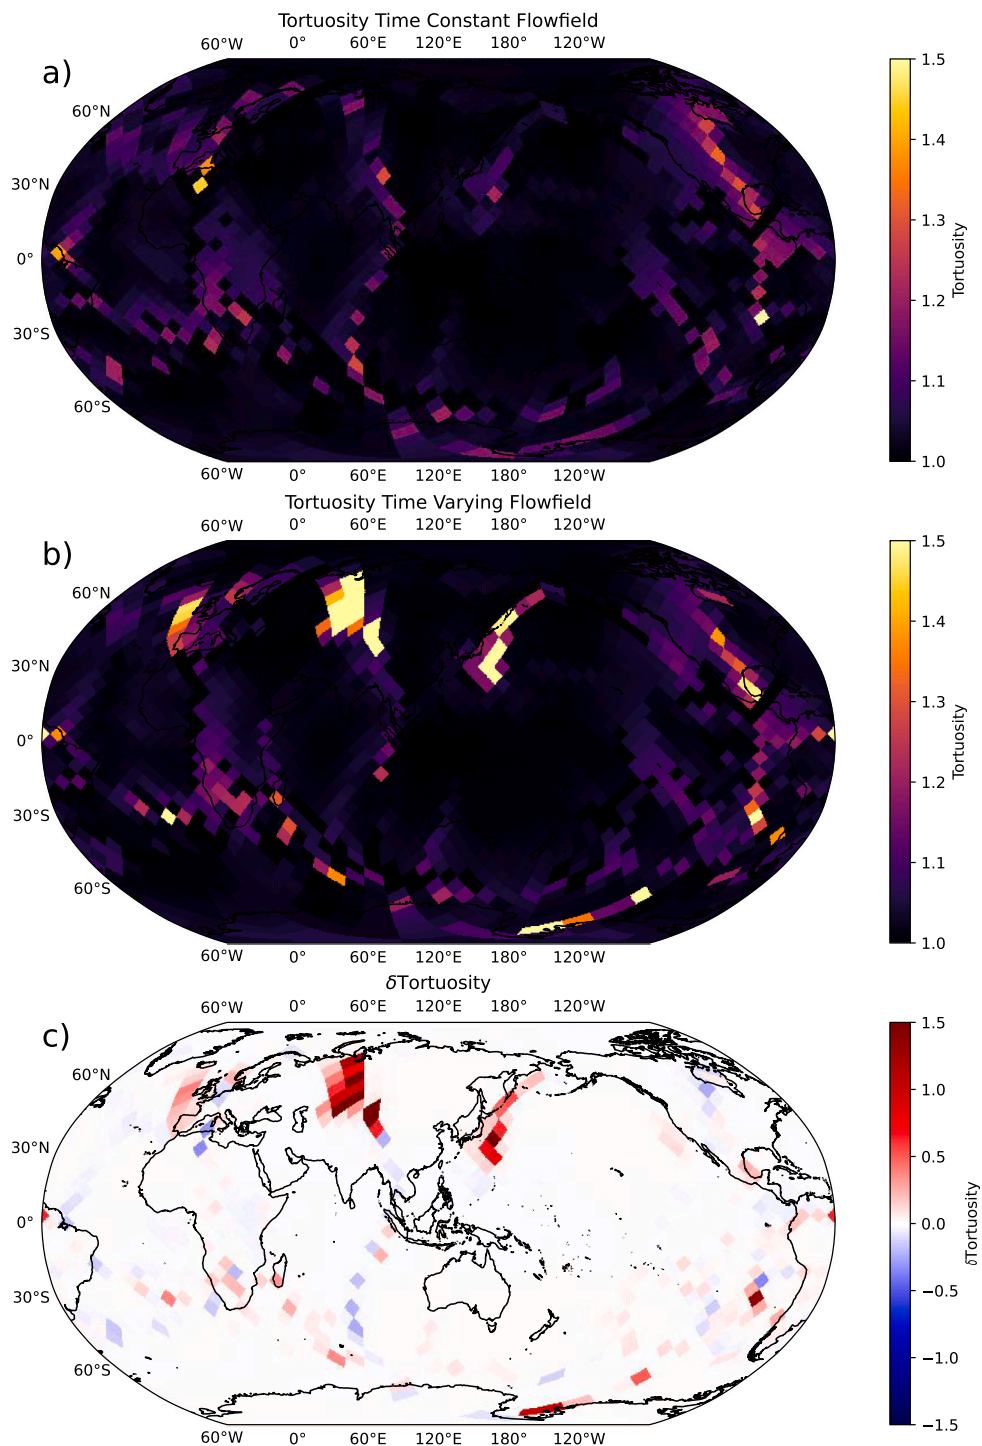 Tortuosity Time Constant Flowfield
60°W 0° 60°E 120°E 180° 120°W
a)
60°N
30°N
0°
30°S
60°S
60°W 0° 60°E 120°E 180° 120°W
1.5
1.4
1.3
1.2
1.1
1.0
Tortuosity
Tortuosity Time Varying Flowfield
60°W 0° 60°E 120°E 180° 120°W
b)
60°N
30°N
0°
30°S
60°S
60°W 0° 60°E 120°E 180° 120°W
1.5
1.4
1.3
1.2
1.1
1.0
Tortuosity
δTortuosity
60°W 0° 60°E 120°E 180° 120°W
c)
60°N
30°N
0°
30°S
60°S
60°W 0° 60°E 120°E 180° 120°W
1.5
1.0
0.5
0.0
−0.5
−1.0
−1.5
δTortuosity